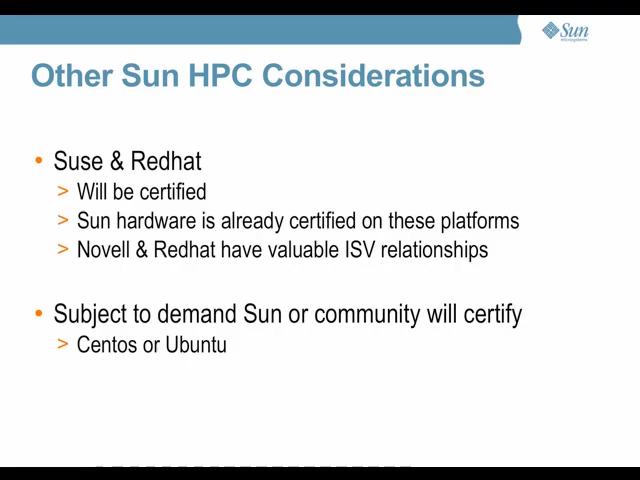 Sun
microsystems
Other Sun HPC Considerations
• Suse & Redhat
> Will be certified
> Sun hardware is already certified on these platforms
> Novell & Redhat have valuable ISV relationships
• Subject to demand Sun or community will certify
> Centos or Ubuntu